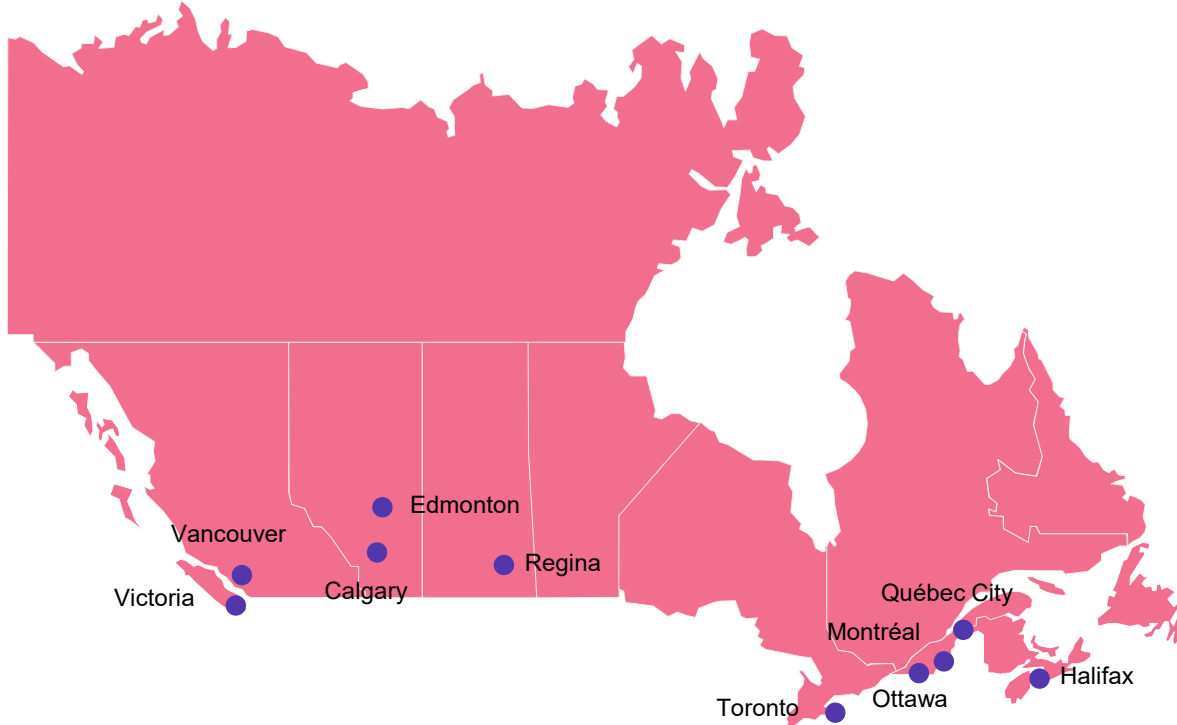 Edmonton
Vancouver
Regina
Calgary
Victoria
Québec City
Montréal
Halifax
Ottawa
Toronto